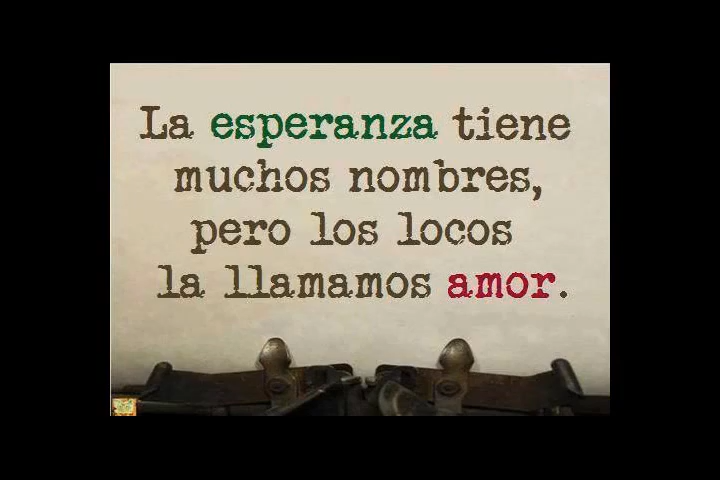 La esperanza tiene
muchos nombres,
pero los locos
la llamamos amor.